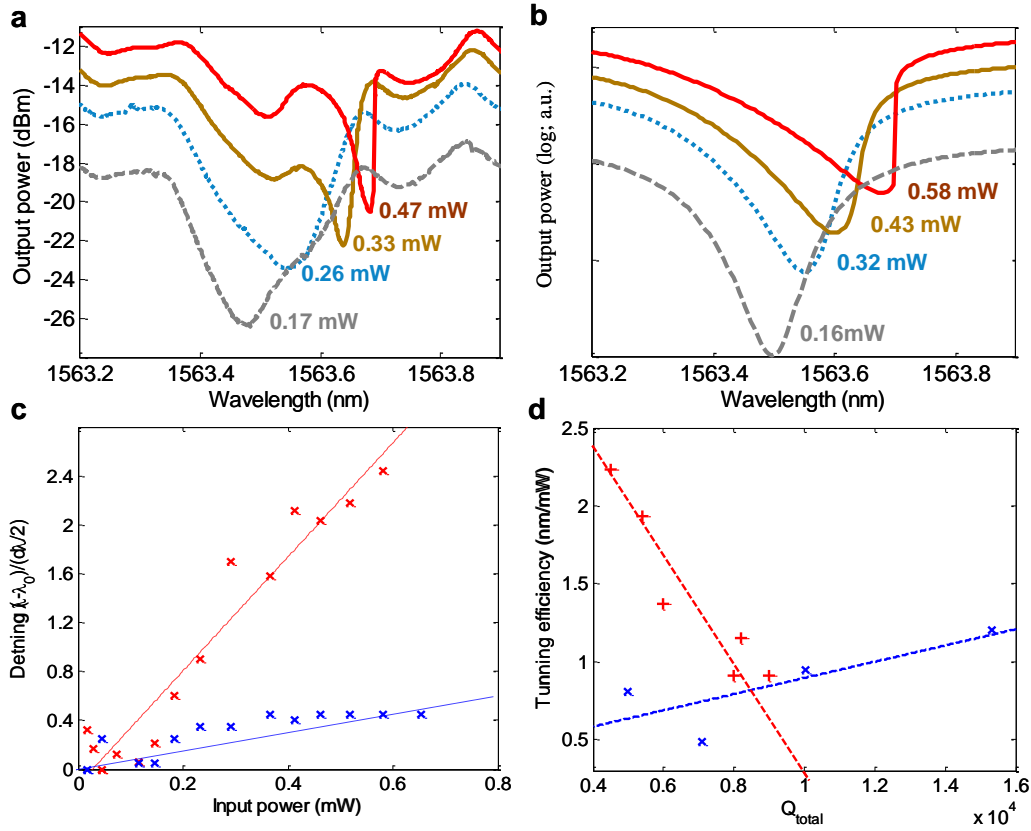 a
-12
-14
-16
-18
-20
-22
-24
-26
Output power (dBm)
0.47 mW
0.33 mW
0.26 mW
0.17 mW
1563.2 1563.4 1563.6 1563.8
Wavelength (nm)
b
Output power (log; a.u.)
0.58 mW
0.43 mW
0.32 mW
0.16mW
1563.2 1563.4 1563.6 1563.8
Wavelength (nm)
c
2.4
2
1.6
1.2
0.8
0.4
0
Detning (λ-λ0)/(dλ/2)
0 0.2 0.4 0.6 0.8
Input power (mW)
d
2.5
2
1.5
1
0.5
Tunning efficiency (nm/mW)
0.4 0.6 0.8 1 1.2 1.4 1.6
Q_total
x 10^4